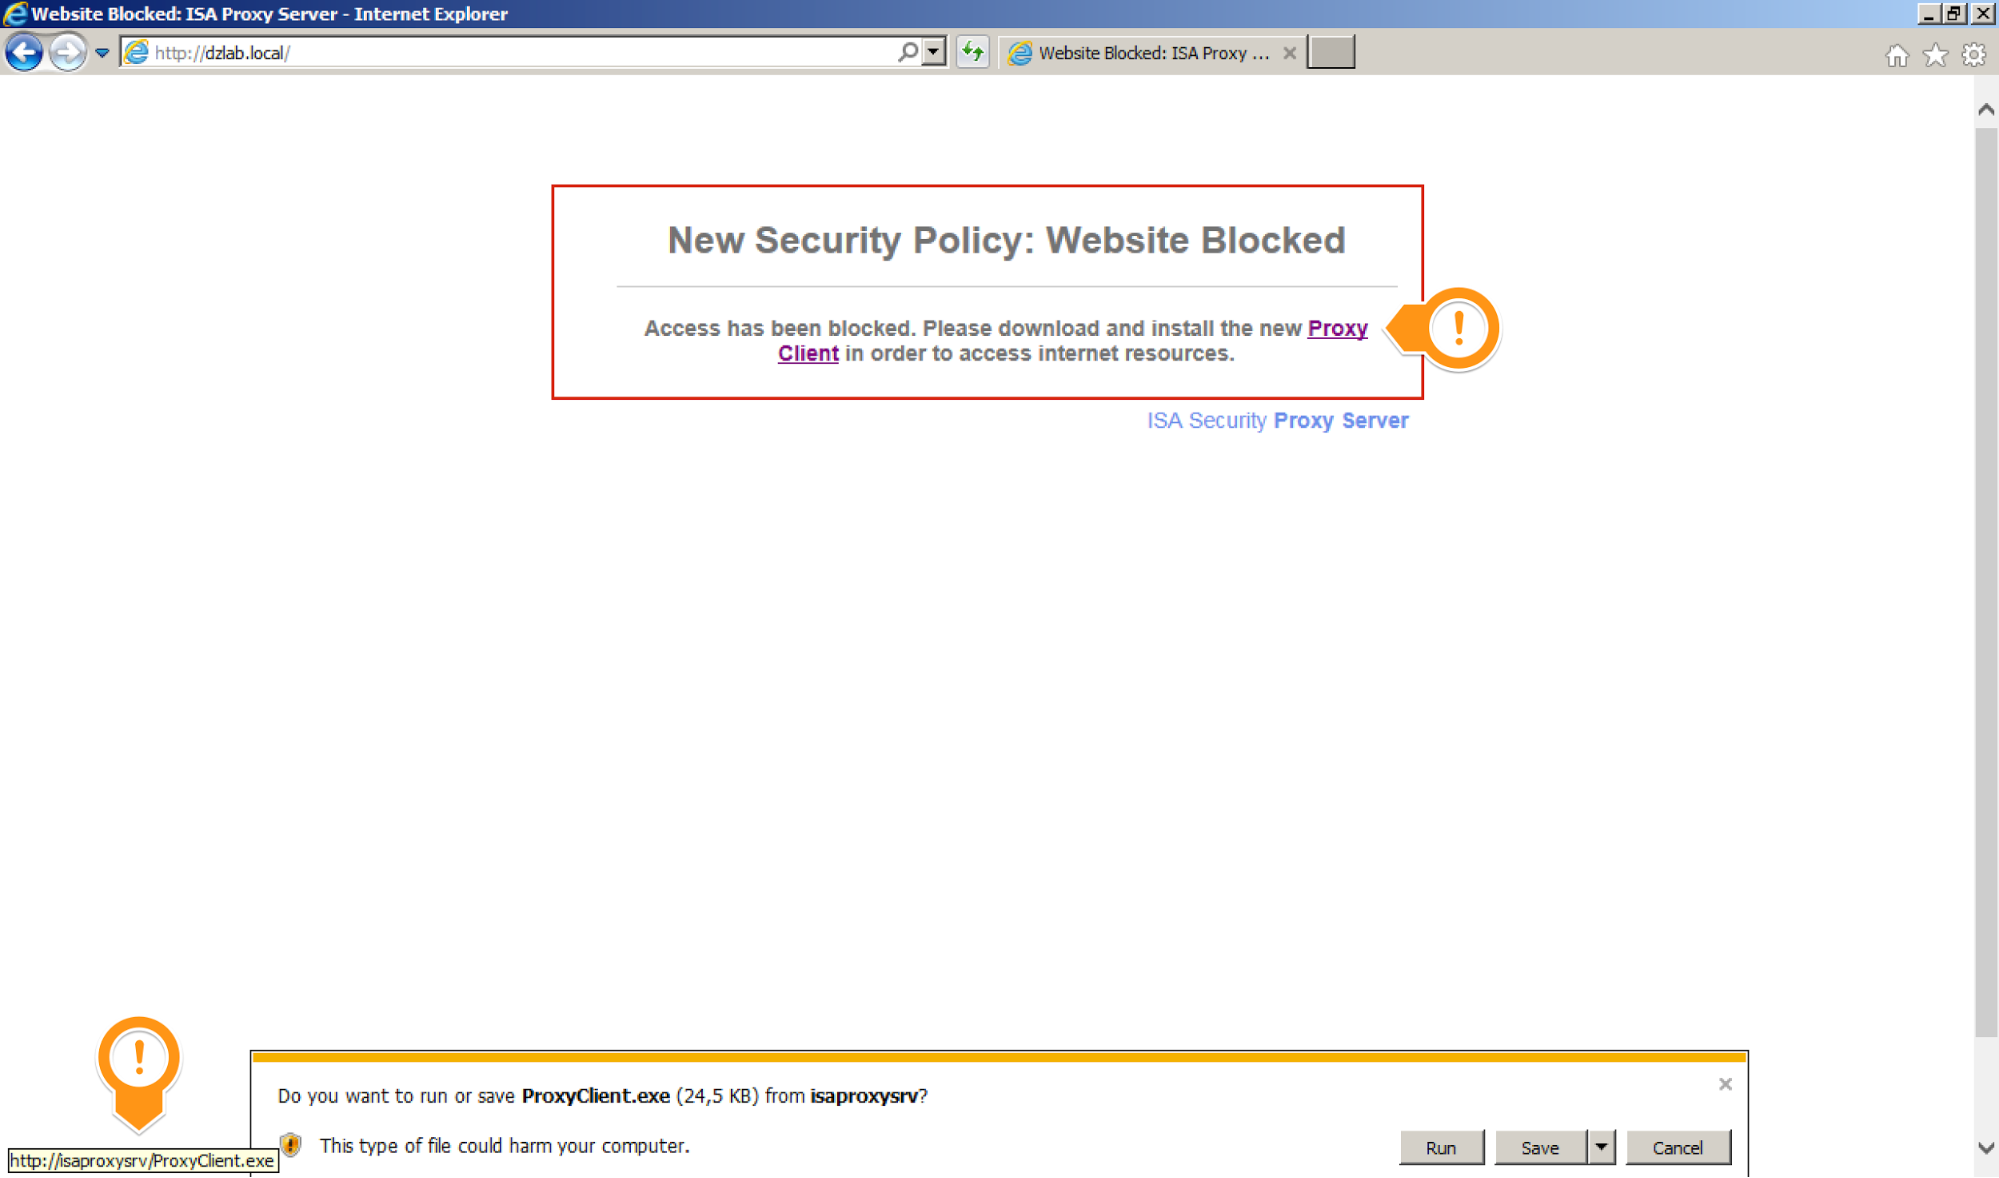 Website Blocked: ISA Proxy Server - Internet Explorer
http://dzlab.local/
Website Blocked: ISA Proxy ...
New Security Policy: Website Blocked
Access has been blocked. Please download and install the new Proxy
Client in order to access internet resources.
ISA Security Proxy Server
Do you want to run or save ProxyClient.exe (24,5 KB) from isaproxysrv?
This type of file could harm your computer.
Run
Save
Cancel
http://isaproxysrv/ProxyClient.exe